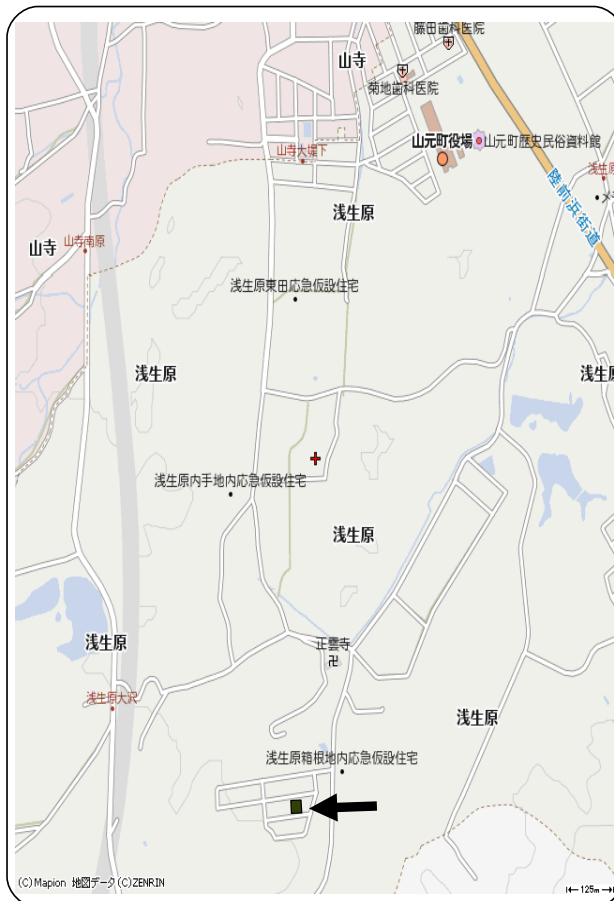 藤田歯科医院
山寺
菊地歯科医院
山元町役場
山元町歴史民俗資料館
山寺大堤下
浅生原
浅生原
陸前浜街道
山寺
山寺南原
浅生原東田応急仮設住宅
浅生原
浅生原
浅生原内手地内応急仮設住宅
浅生原
浅生原
正雲寺
浅生原大沢
浅生原
浅生原箱根地内応急仮設住宅
(C)Mapion 地図データ(C)ZENRIN
125m